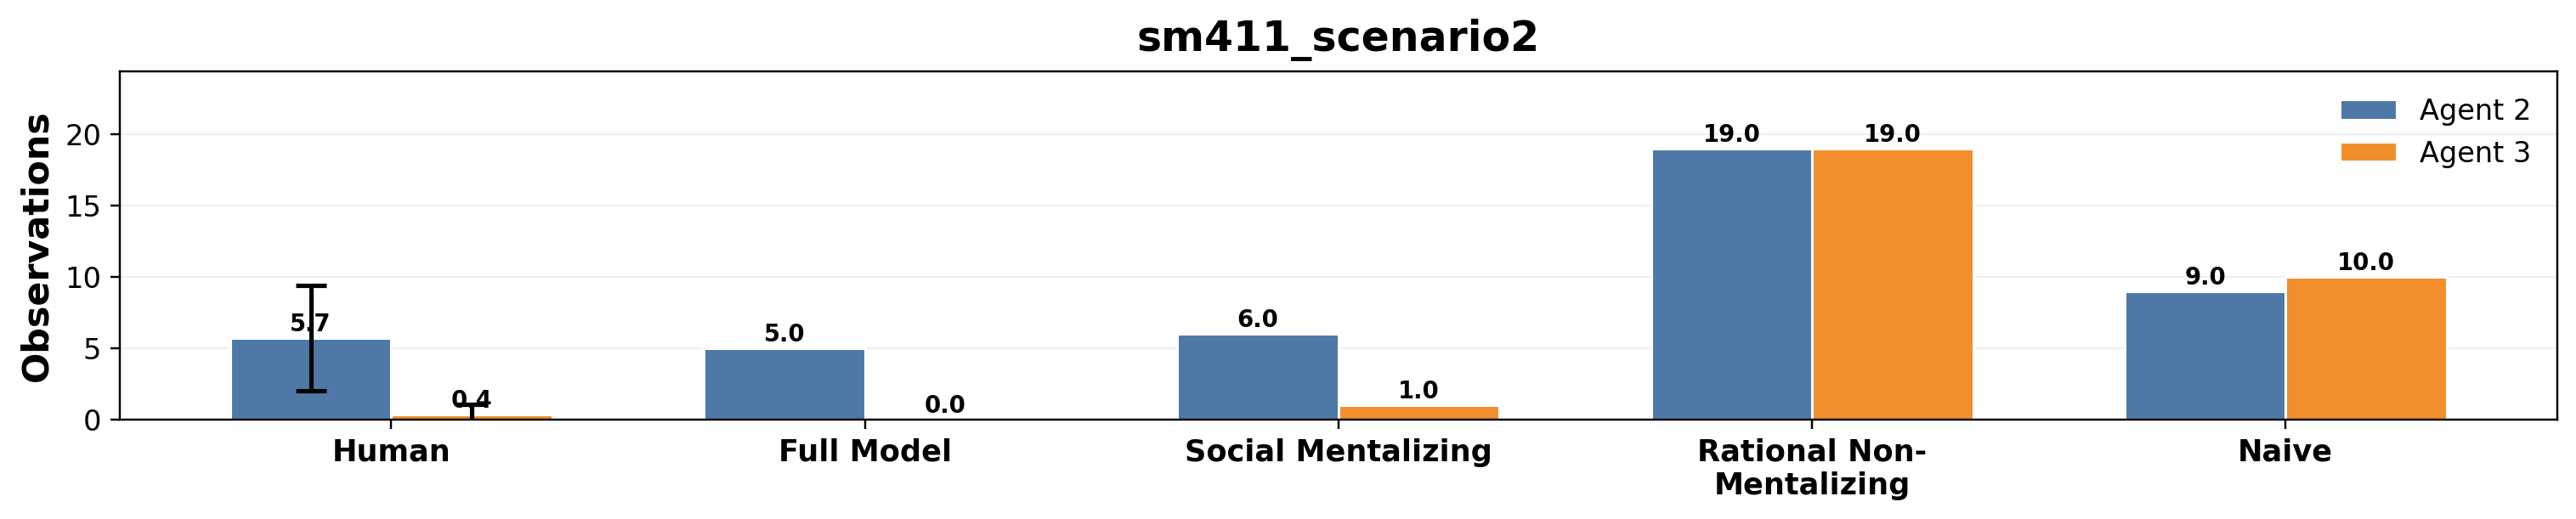 sm411_scenario2
Observations
20
15
10
5
0
5.7
0.4
5.0
0.0
6.0
1.0
19.0
19.0
9.0
10.0
Agent 2
Agent 3
Human
Full Model
Social Mentalizing
Rational Non-
Mentalizing
Naive